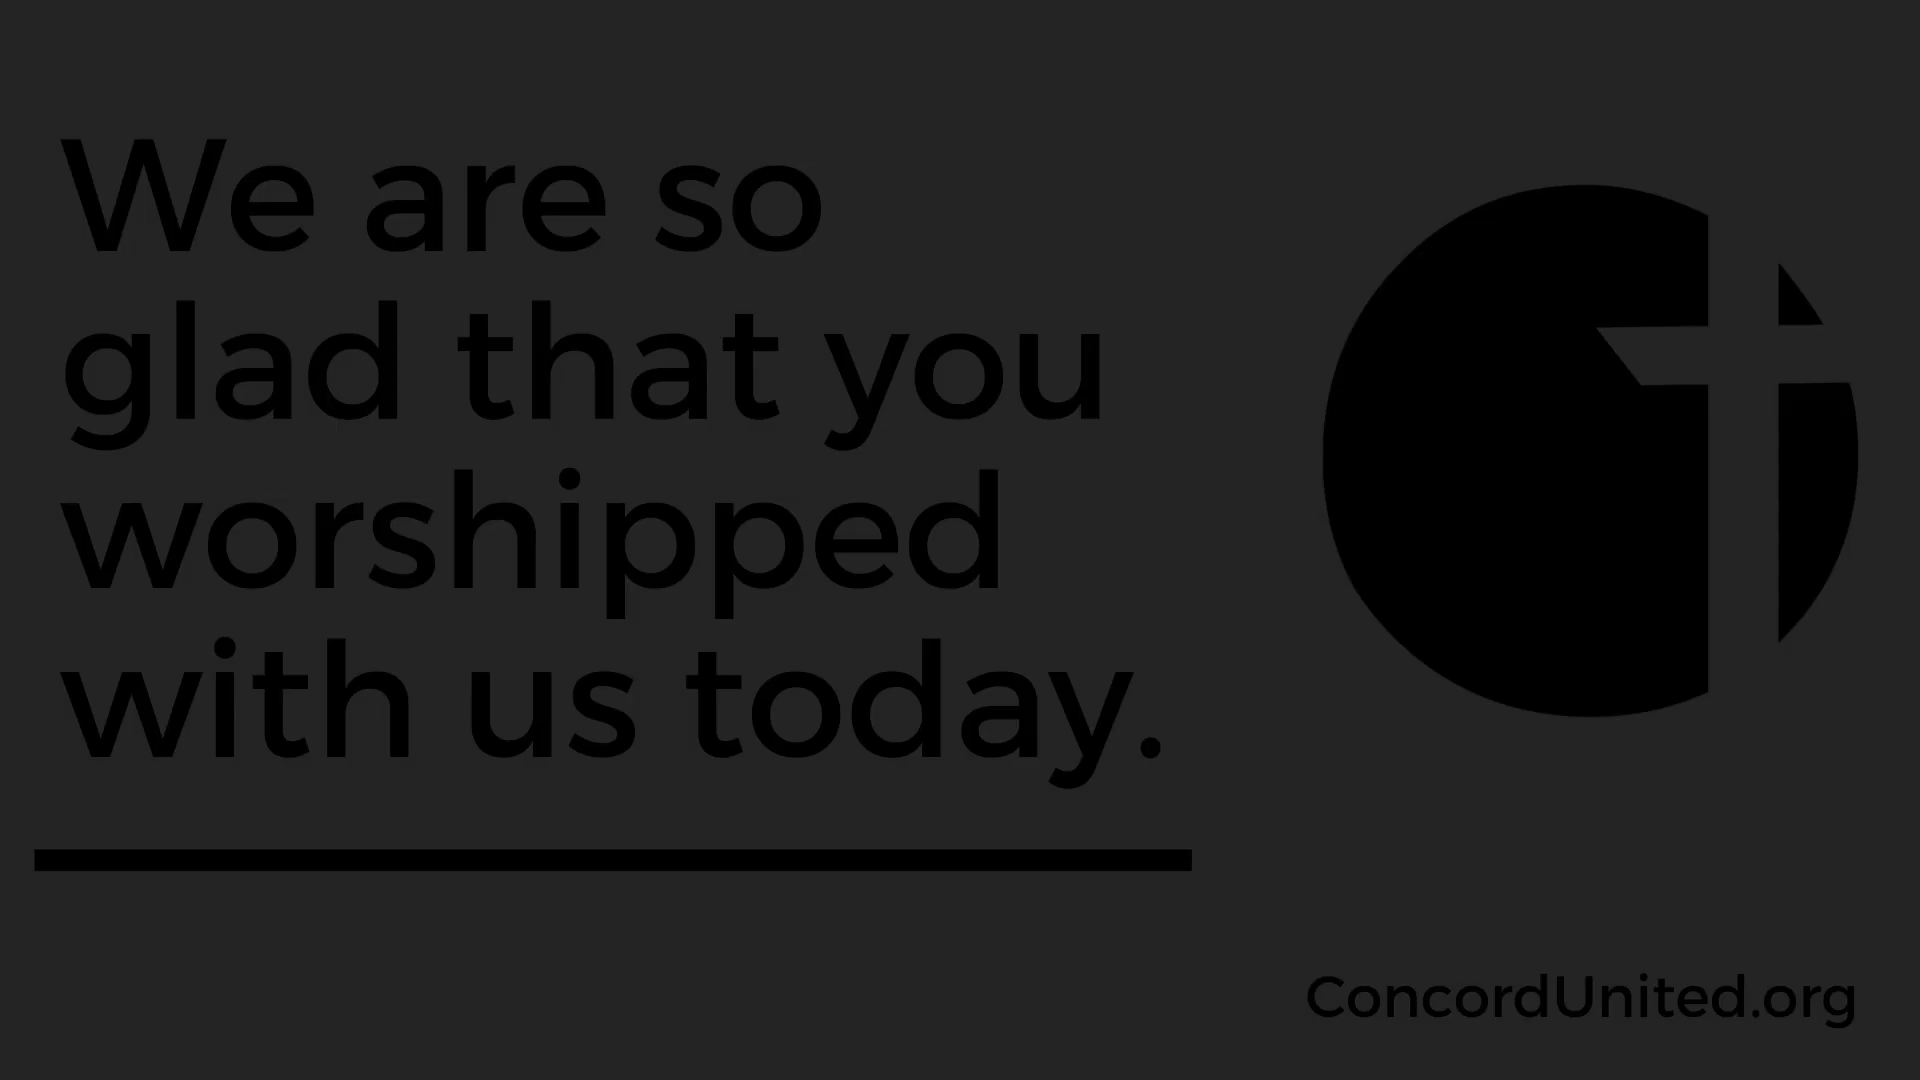 We are so
glad that you
worshipped
with us today.
ConcordUnited.org